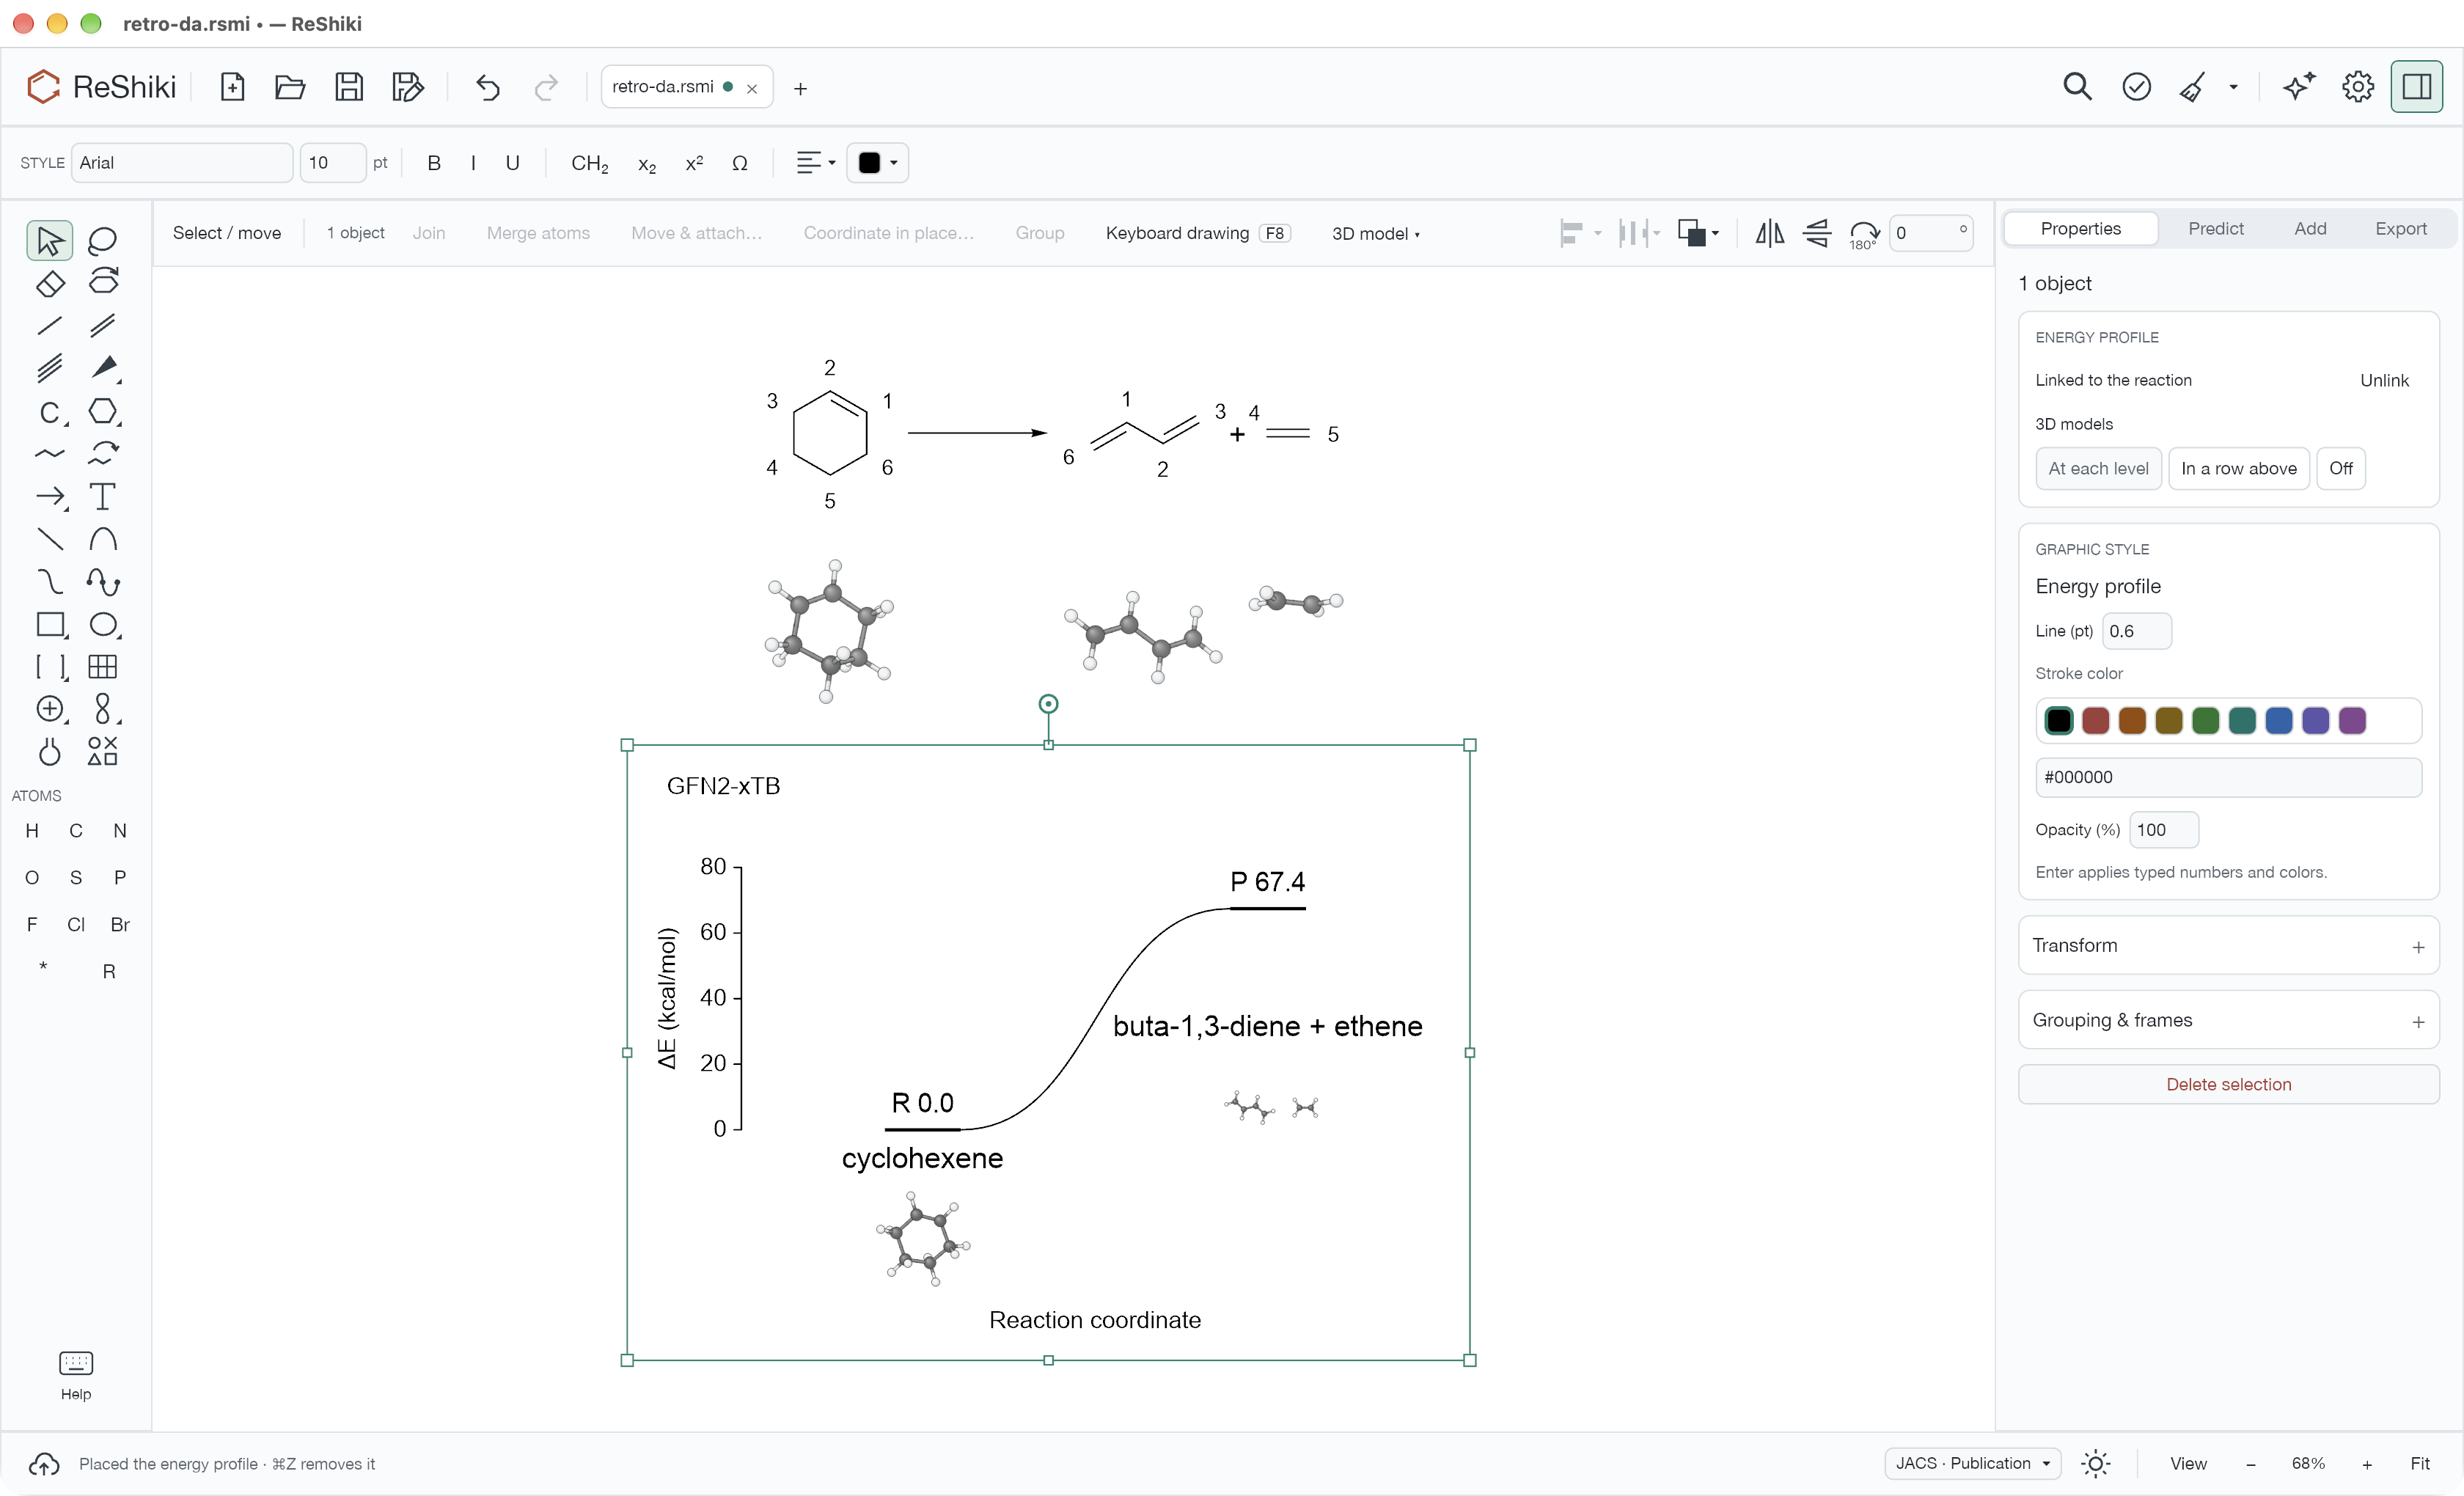 retro-da.rsmi • — ReShiki
ReShiki
retro-da.rsmi ● ×
+
STYLE Arial 10 pt B I U CH₂ x₂ x² Ω
Select / move 1 object Join Merge atoms Move & attach... Coordinate in place... Group Keyboard drawing F8 3D model 180° 0 °
Properties Predict Add Export
1 object
ENERGY PROFILE
Linked to the reaction Unlink
3D models
At each level In a row above Off
GRAPHIC STYLE
Energy profile
Line (pt) 0.6
Stroke color
#000000
Opacity (%) 100
Enter applies typed numbers and colors.
Transform +
Grouping & frames +
Delete selection
C
T
ATOMS
H C N
O S P
F Cl Br
* R
Help
2
3 1
4 6
5
1
3 4
+ 5
6
2
GFN2-xTB
80
60
40
20
0
ΔE (kcal/mol)
P 67.4
buta-1,3-diene + ethene
R 0.0
cyclohexene
Reaction coordinate
Placed the energy profile · ⌘Z removes it
JACS · Publication View − 68% + Fit